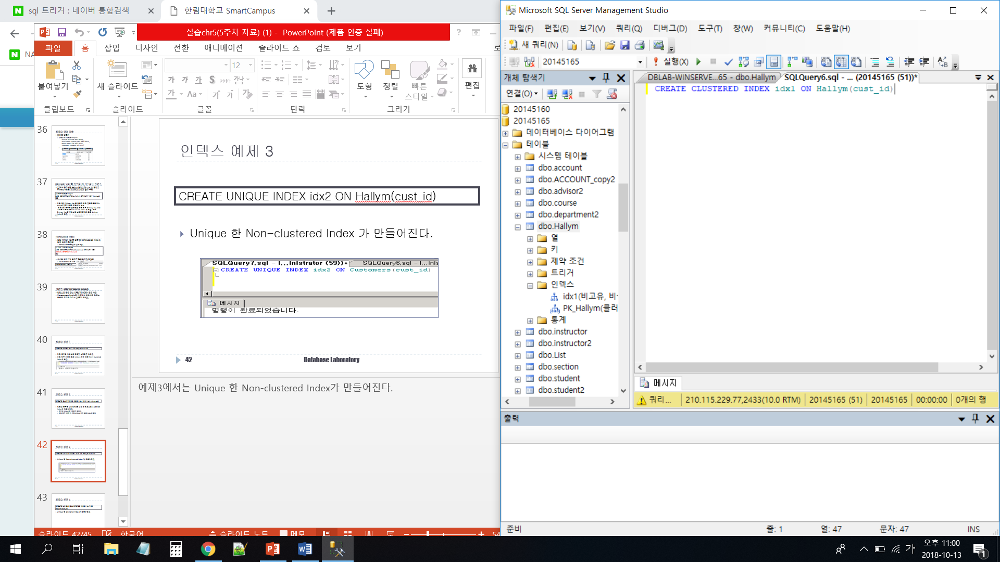 sql 트리거 : 네이버 통합검색
한림대학교 SmartCampus
NA
실습chr5(5주차 자료) (1) - PowerPoint (제품 인증 실패)
파일 홈 삽입 디자인 전환 애니메이션 슬라이드 쇼 검토 보기 로
붙여넣기
새 슬라이드
12
도형 정렬 빠른 스타일
편집
클립보드 슬라이드 글꼴 단락 그리기
36
37
38
39
40
41
42
43
인덱스 예제 3
CREATE UNIQUE INDEX idx2 ON Hallym(cust_id)
Unique 한 Non-clustered Index 가 만들어진다.
SQLQuery7.sql - l...inistrator (59))* SQLQuery6.sql - l...inis
CREATE UNIQUE INDEX idx2 ON Customers(cust_id)
메시지
명령이 완료되었습니다.
42 Database Laboratory
예제3에서는 Unique 한 Non-clustered Index가 만들어진다.
슬라이드 42/45 한국어 슬라이드 노트 메모 54
Microsoft SQL Server Management Studio
파일(F) 편집(E) 보기(V) 쿼리(Q) 디버그(D) 도구(T) 창(W) 커뮤니티(C) 도움말(H)
새 쿼리(N)
20145165 실행(X)
개체 탐색기
연결(O)
20145160
20145165
데이터베이스 다이어그램
테이블
시스템 테이블
dbo.account
dbo.ACCOUNT_copy2
dbo.advisor2
dbo.course
dbo.department2
dbo.Hallym
열
키
제약 조건
트리거
인덱스
idx1(비고유, 비
PK_Hallym(클러
통계
dbo.instructor
dbo.instructor2
dbo.List
dbo.section
dbo.student
dbo.student2
DBLAB-WINSERVE...65 - dbo.Hallym SQLQuery6.sql - ... (20145165 (51))*
CREATE CLUSTERED INDEX idx1 ON Hallym(cust_id)
메시지
쿼리... 210.115.229.77,2433(10.0 RTM) 20145165 (51) 20145165 00:00:00 0개의 행
출력
준비 줄: 1 열: 47 문자: 47 INS
가 오후 11:00
2018-10-13
1